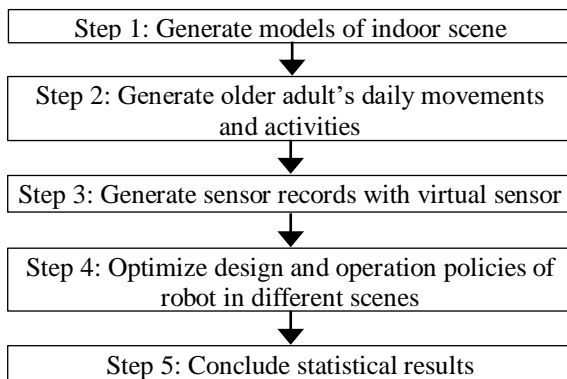 Step 1: Generate models of indoor scene
Step 2: Generate older adult's daily movements
and activities
Step 3: Generate sensor records with virtual sensor
Step 4: Optimize design and operation policies of
robot in different scenes
Step 5: Conclude statistical results